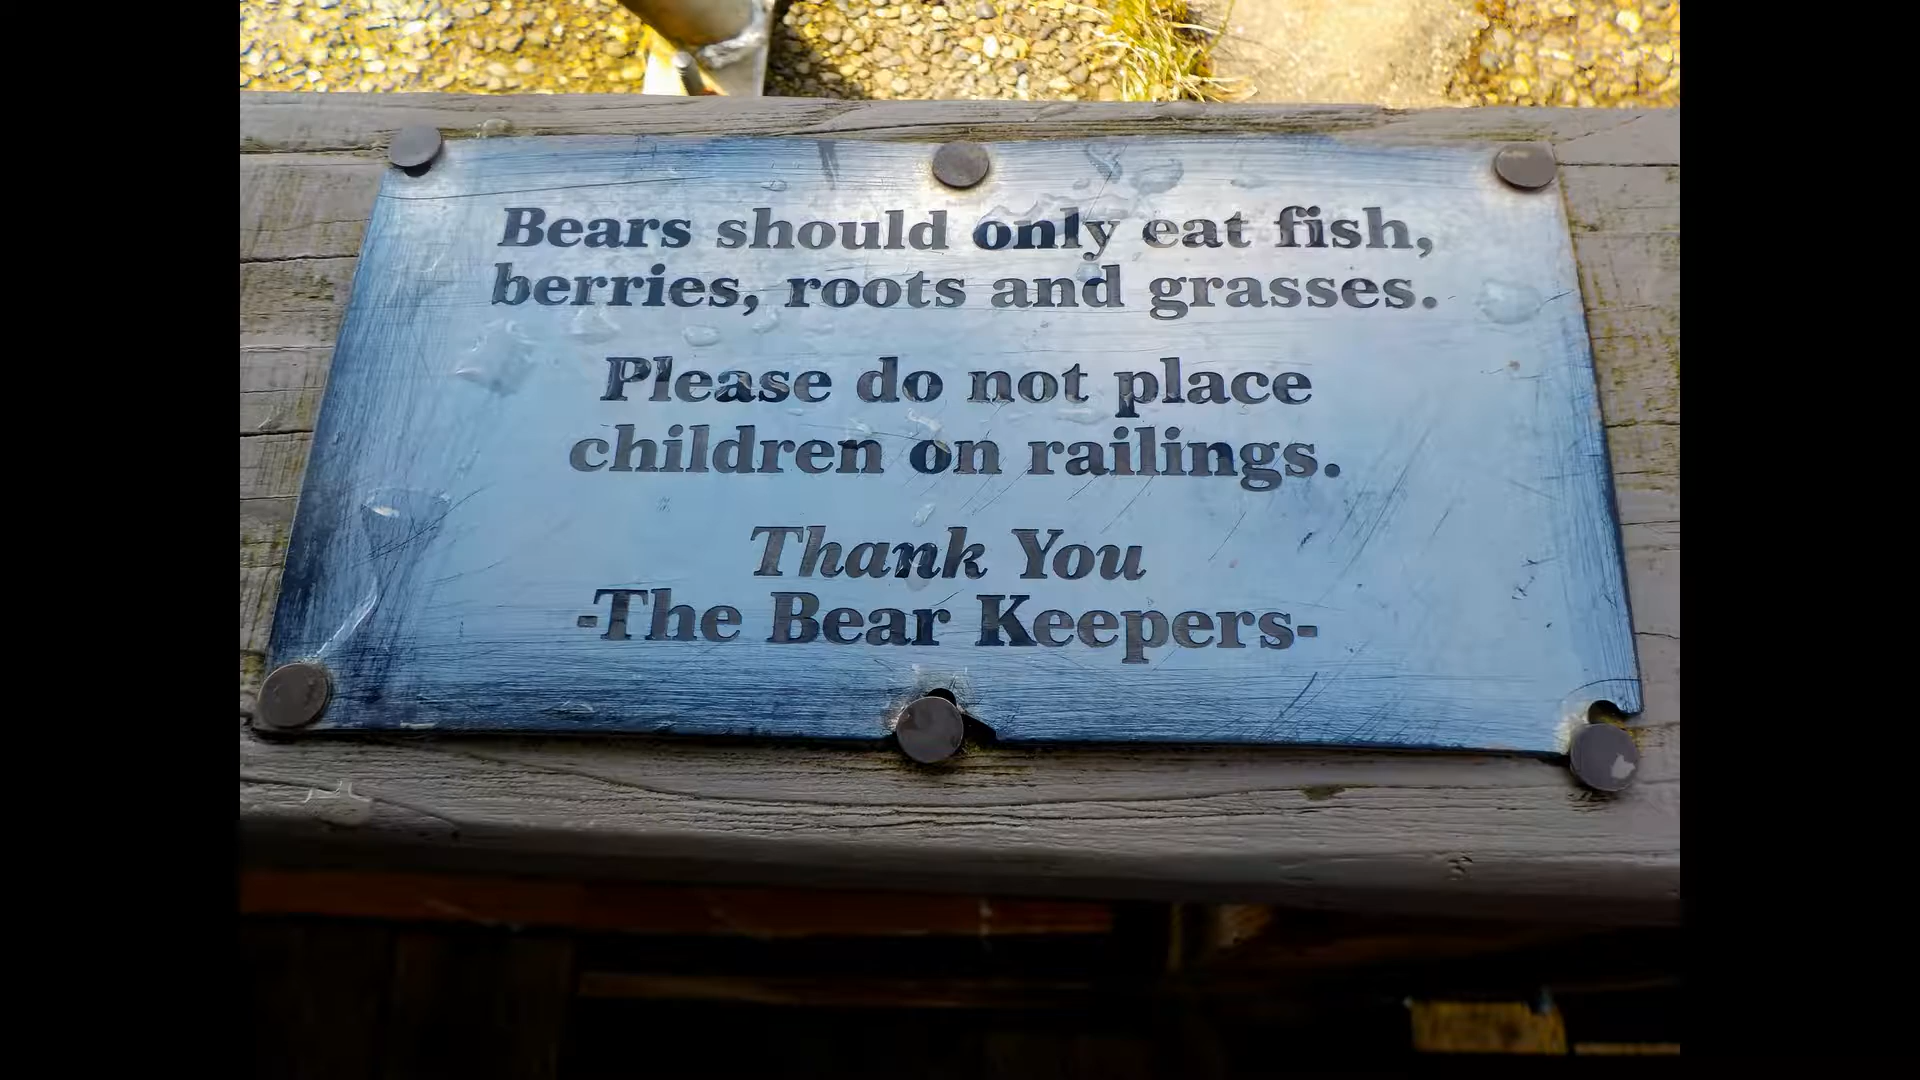 Bears should only eat fish,
berries, roots and grasses.
Please do not place
children on railings.
Thank You
-The Bear Keepers-